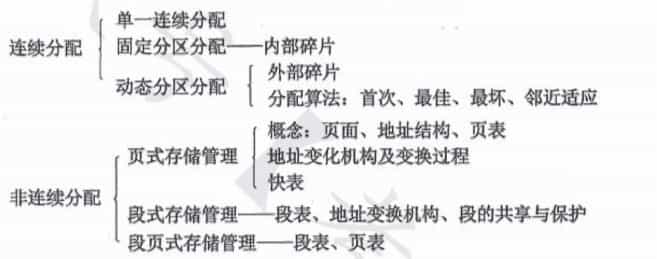 连续分配
单一连续分配
固定分区分配——内部碎片
动态分区分配
外部碎片
分配算法：首次、最佳、最坏、邻近适应
非连续分配
页式存储管理
概念：页面、地址结构、页表
地址变化机构及变换过程
快表
段式存储管理——段表、地址变换机构、段的共享与保护
段页式存储管理——段表、页表